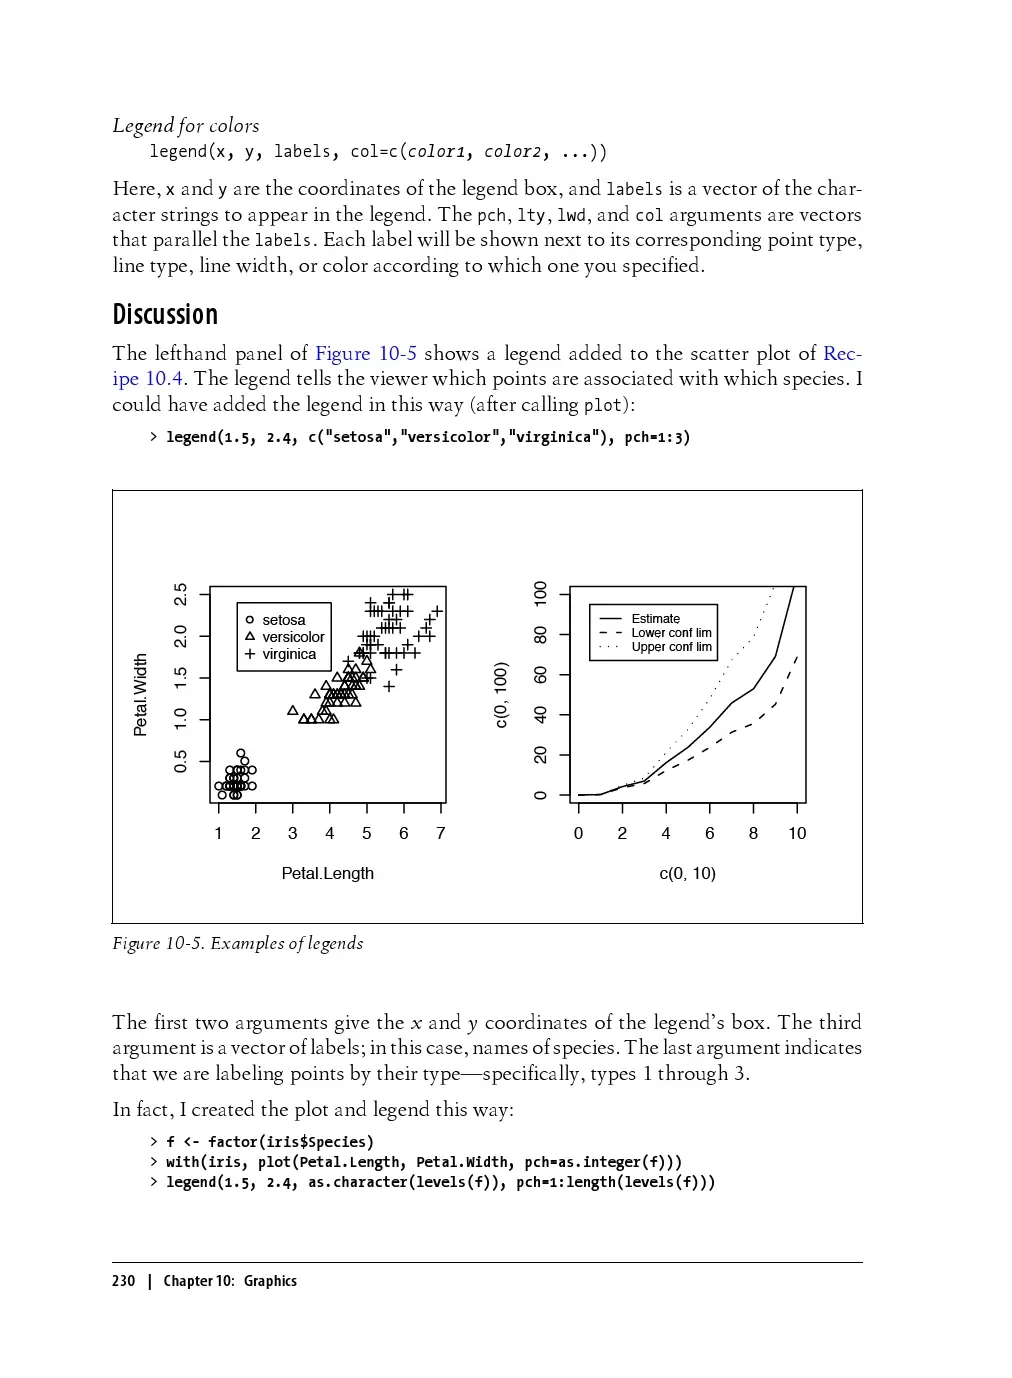 Legend for colors
legend(x, y, labels, col=c(color1, color2, ...))
Here, x and y are the coordinates of the legend box, and labels is a vector of the char-
acter strings to appear in the legend. The pch, lty, lwd, and col arguments are vectors
that parallel the labels. Each label will be shown next to its corresponding point type,
line type, line width, or color according to which one you specified.
Discussion
The lefthand panel of Figure 10-5 shows a legend added to the scatter plot of Rec-
ipe 10.4. The legend tells the viewer which points are associated with which species. I
could have added the legend in this way (after calling plot):
> legend(1.5, 2.4, c("setosa","versicolor","virginica"), pch=1:3)
2.5
2.0
1.5
1.0
0.5
Petal.Width
setosa
versicolor
virginica
1 2 3 4 5 6 7
Petal.Length
100
80
60
40
20
0
c(0, 100)
Estimate
Lower conf lim
Upper conf lim
0 2 4 6 8 10
c(0, 10)
Figure 10-5. Examples of legends
The first two arguments give the x and y coordinates of the legend's box. The third
argument is a vector of labels; in this case, names of species. The last argument indicates
that we are labeling points by their type—specifically, types 1 through 3.
In fact, I created the plot and legend this way:
> f <- factor(iris$Species)
> with(iris, plot(Petal.Length, Petal.Width, pch=as.integer(f)))
> legend(1.5, 2.4, as.character(levels(f)), pch=1:length(levels(f)))
230 | Chapter 10: Graphics